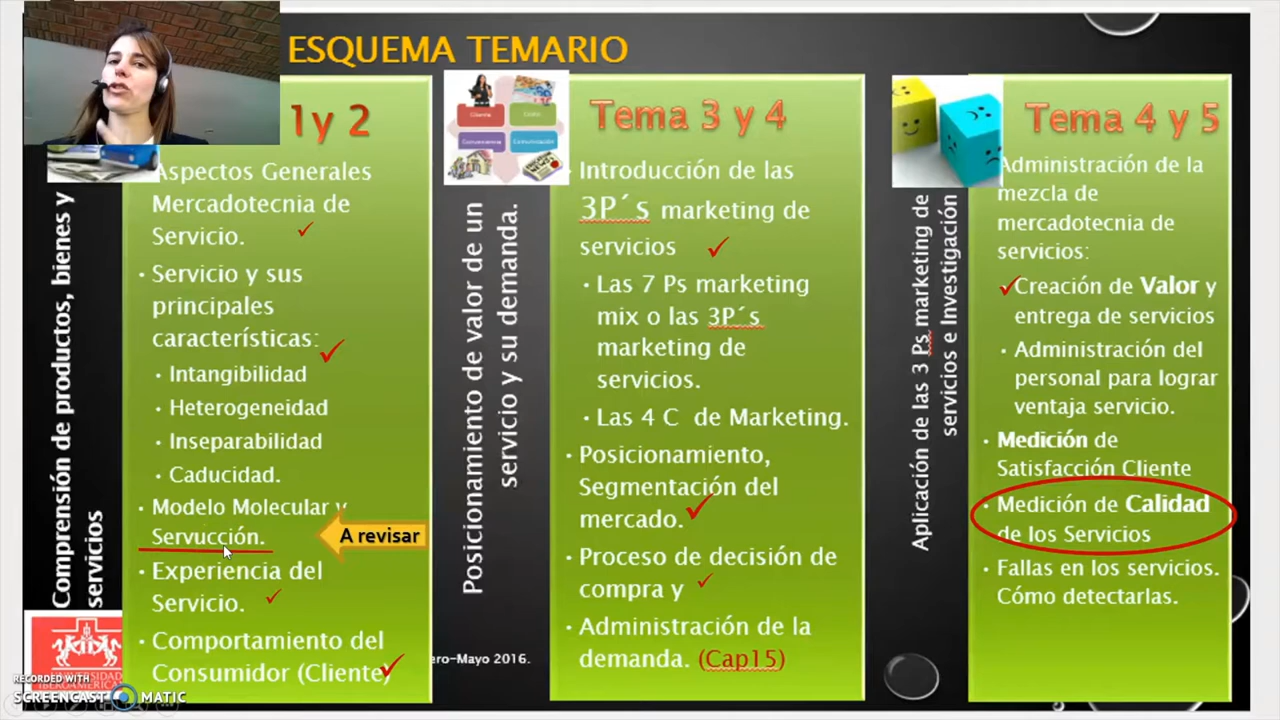 ESQUEMA TEMARIO
1y 2
Comprensión de productos, bienes y
servicios
Aspectos Generales
Mercadotecnia de
Servicio.
• Servicio y sus
principales
características:
• Intangibilidad
• Heterogeneidad
• Inseparabilidad
• Caducidad.
• Modelo Molecular y
Servucción.
A revisar
• Experiencia del
Servicio.
• Comportamiento del
Consumidor (Cliente)
Tema 3 y 4
Cliente
Costo
Conveniencia
Comunicación
Posicionamiento de valor de un
servicio y su demanda.
• Introducción de las
3P´s marketing de
servicios
• Las 7 Ps marketing
mix o las 3P´s
marketing de
servicios.
• Las 4 C de Marketing.
• Posicionamiento,
Segmentación del
mercado.
• Proceso de decisión de
compra y
• Administración de la
demanda. (Cap15)
Tema 4 y 5
Aplicación de las 3 Ps marketing de
servicios e Investigación
Administración de la
mezcla de
mercadotecnia de
servicios:
Creación de Valor y
entrega de servicios
• Administración del
personal para lograr
ventaja servicio.
• Medición de
Satisfacción Cliente
• Medición de Calidad
de los Servicios
• Fallas en los servicios.
Cómo detectarlas.
ero-Mayo 2016.
UNIVERSIDAD
IBEROAMERICANA
RECORDED WITH
SCREENCAST MATIC